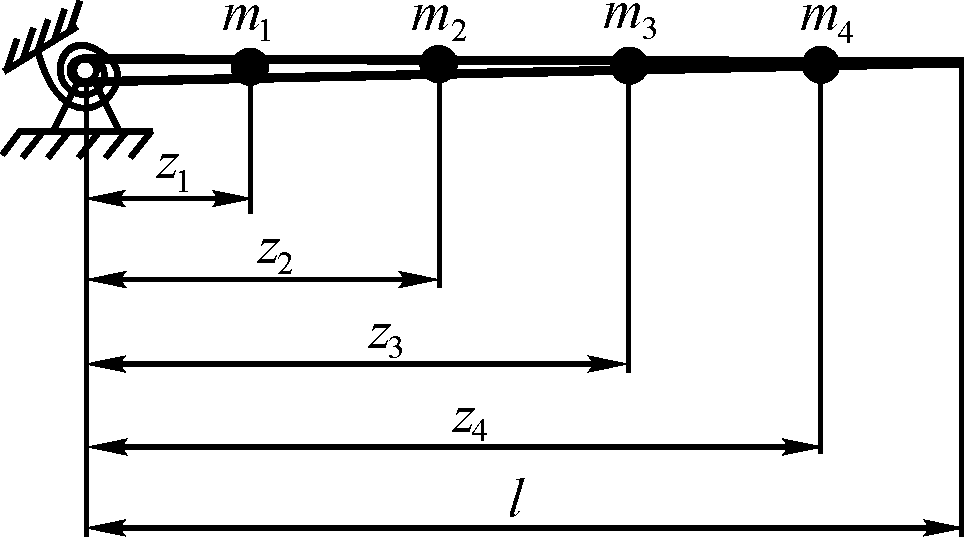 m₁ m₂ m₃ m₄
z₁
z₂
z₃
z₄
l